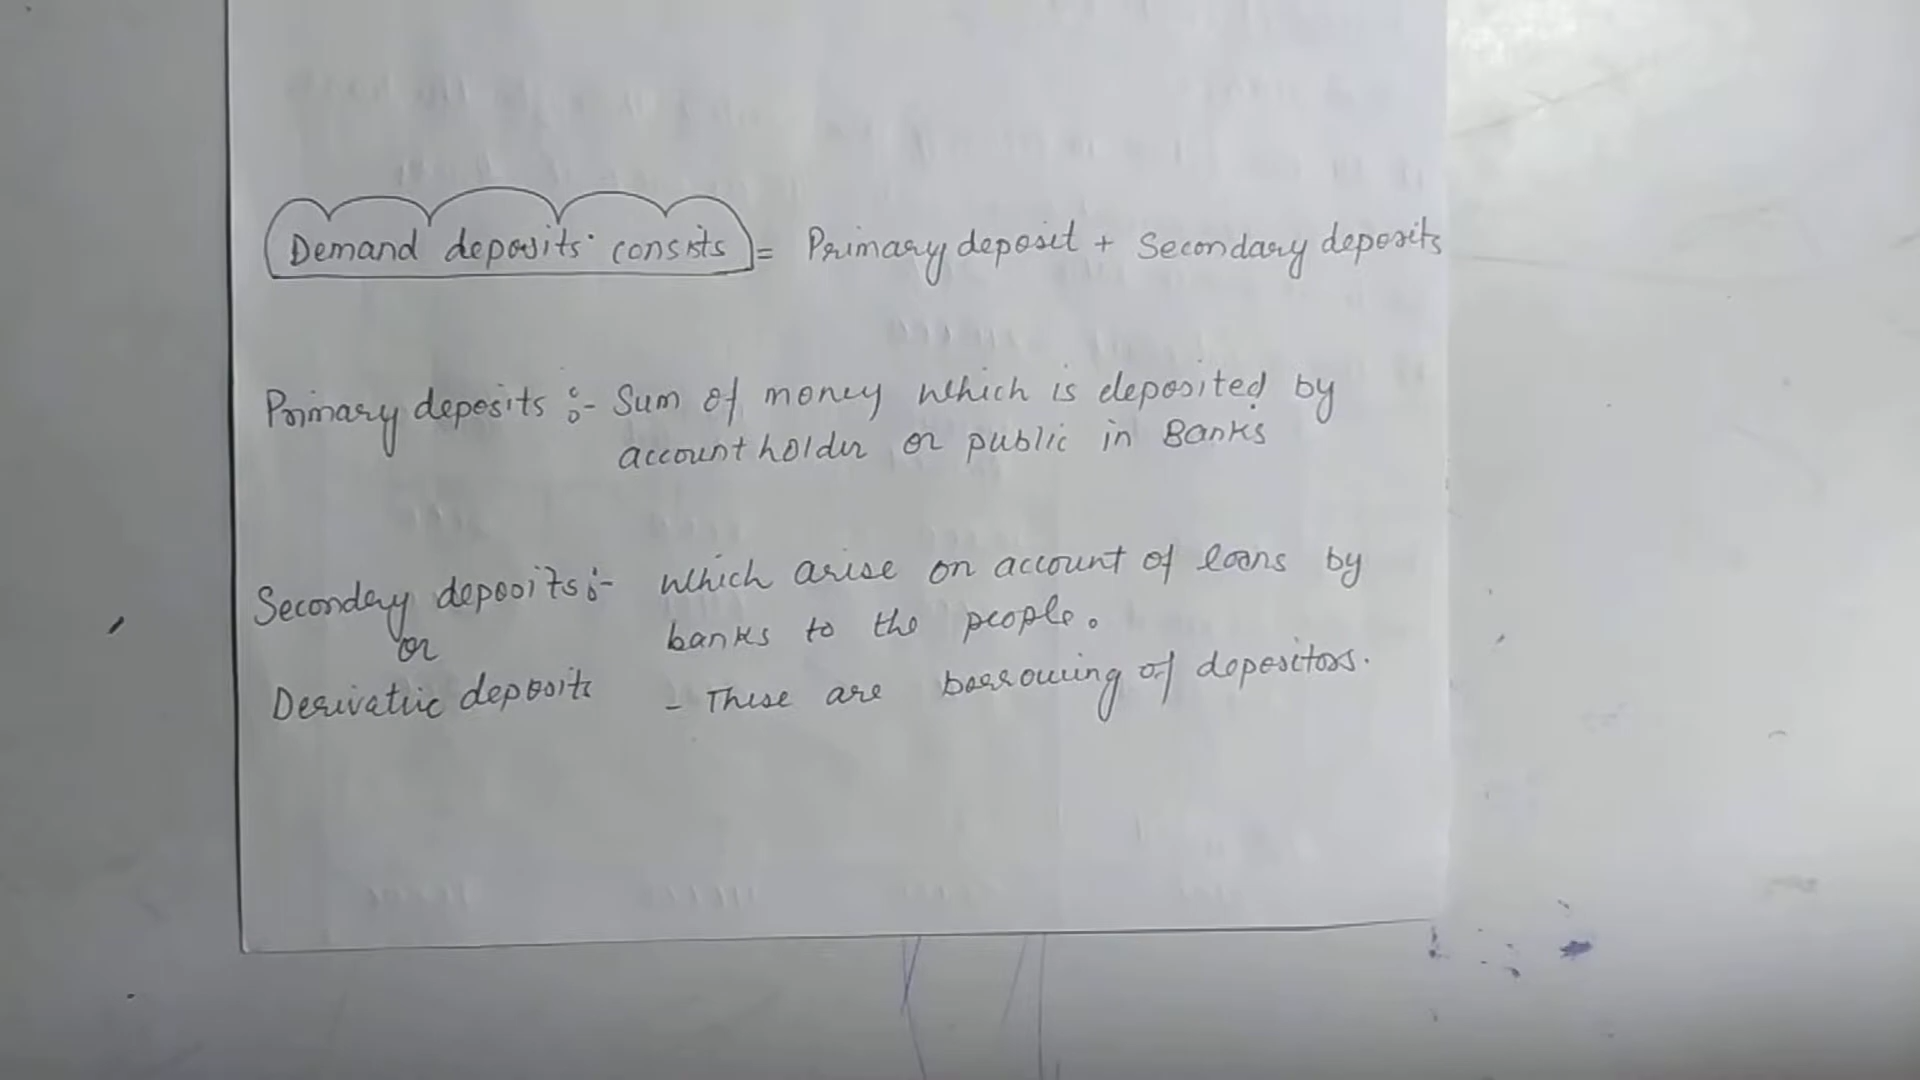 Demand deposits consists = Primary deposit + Secondary deposits
Primary deposits :- Sum of money which is deposited by
account holder or public in Banks
Secondary deposits :- which arise on account of loans by
or
banks to the people.
Derivative deposits - These are borrowing of depositors.